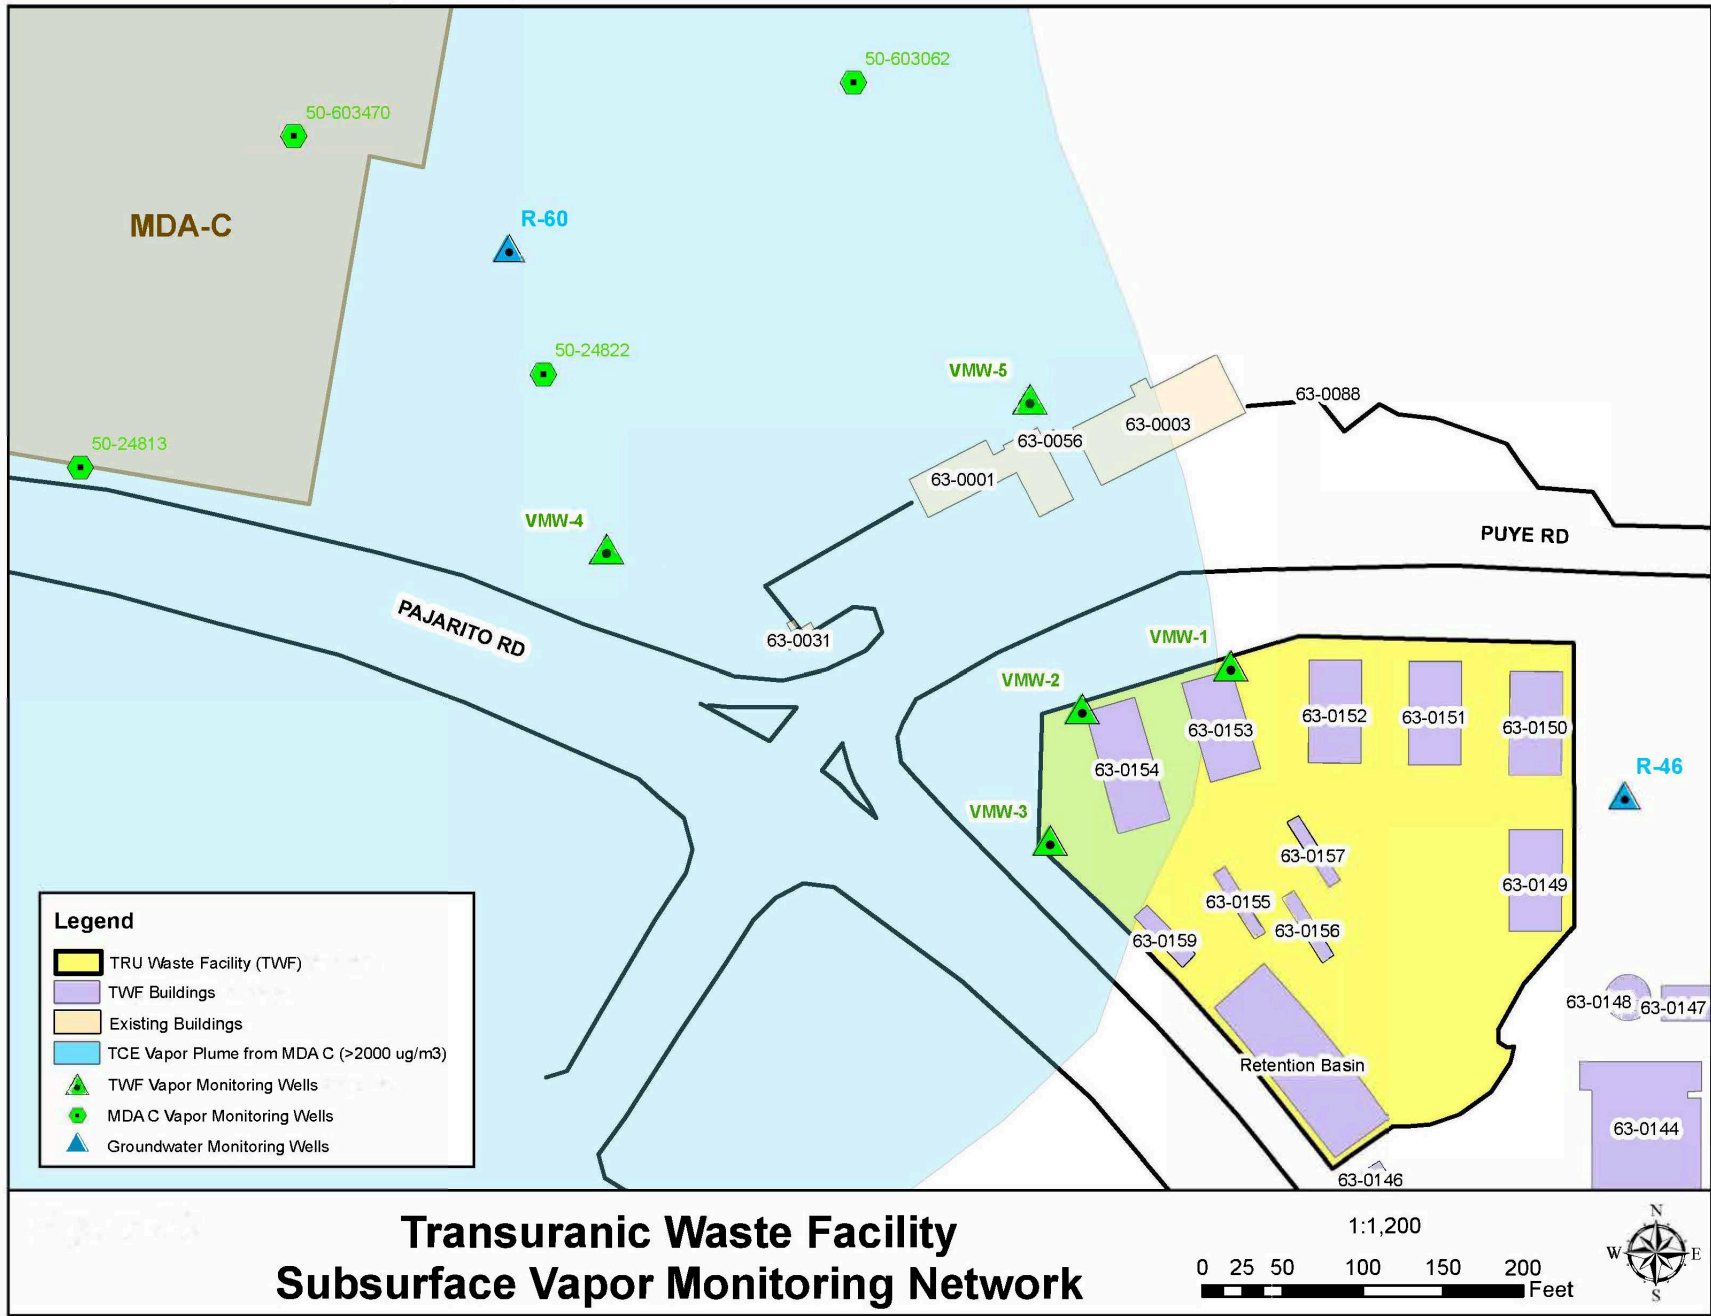 50-603062
50-603470
MDA-C
R-60
50-24822
VMW-5
63-0088
63-0003
63-0056
50-24813
63-0001
VMW-4
PUYE RD
PAJARITO RD
63-0031
VMW-1
VMW-2
63-0152
63-0151
63-0150
63-0153
63-0154
R-46
VMW-3
63-0157
63-0149
63-0155
63-0156
63-0159
63-0148
63-0147
Retention Basin
63-0144
63-0146
Legend
TRU Waste Facility (TWF)
TWF Buildings
Existing Buildings
TCE Vapor Plume from MDA C (>2000 ug/m3)
TWF Vapor Monitoring Wells
MDA C Vapor Monitoring Wells
Groundwater Monitoring Wells
Transuranic Waste Facility
Subsurface Vapor Monitoring Network
1:1,200
0 25 50 100 150 200
Feet
N
W E
S